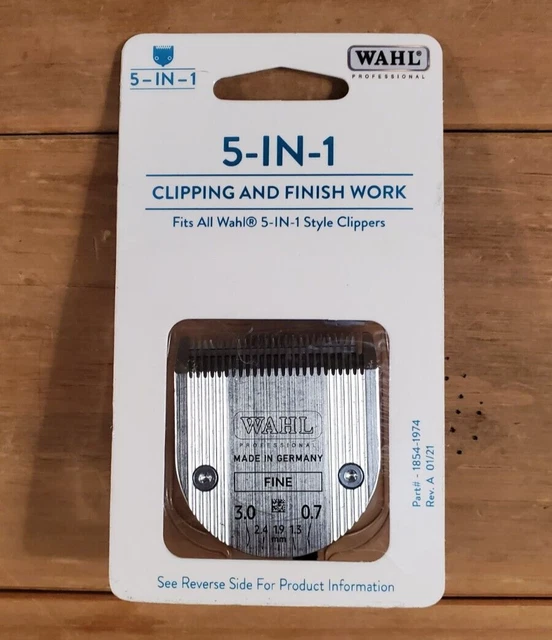 5-IN-1
WAHL®
PROFESSIONAL
5-IN-1
CLIPPING AND FINISH WORK
Fits All Wahl® 5-IN-1 Style Clippers
WAHL
PROFESSIONAL
MADE IN GERMANY
FINE
3.0 0.7
2.4 1.9 1.3
mm
Part# - 1854-1974
Rev. A 01/21
See Reverse Side For Product Information